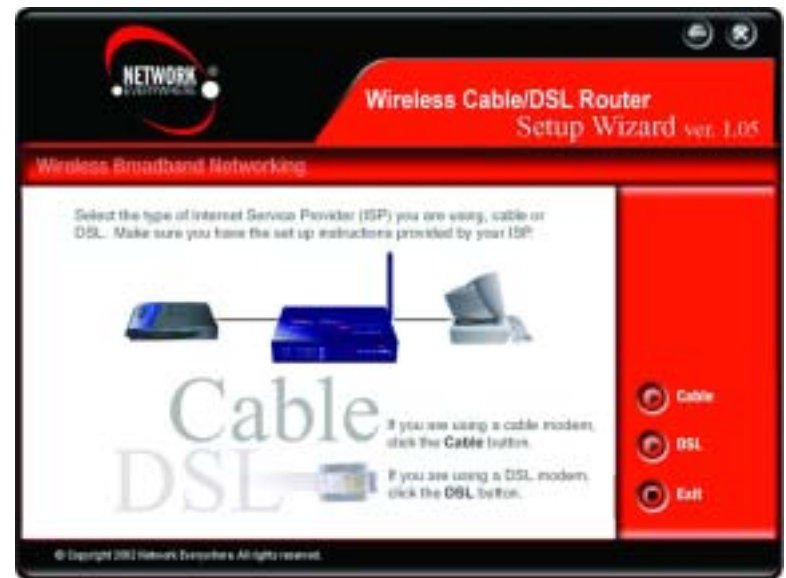 NETWORK
EVERYWHERE
Wireless Cable/DSL Router
Setup Wizard ver. 1.05
Wireless Broadband Networking
Select the type of Internet Service Provider (ISP) you are using, cable or
DSL. Make sure you have the set up instructions provided by your ISP.
Cable
If you are using a cable modem,
click the Cable button.
DSL
If you are using a DSL modem,
click the DSL button.
Cable
DSL
Exit
© Copyright 2002 Network Everywhere. All rights reserved.